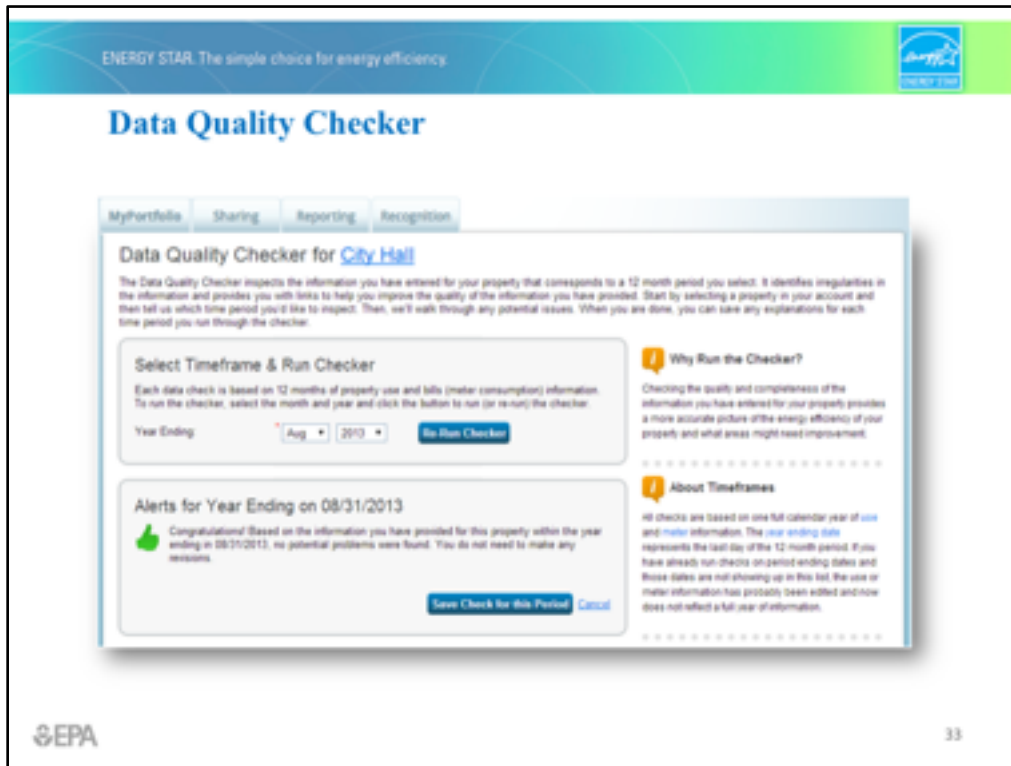 ENERGY STAR. The simple choice for energy efficiency.
ENERGY STAR
Data Quality Checker
MyPortfolio
Sharing
Reporting
Recognition
Data Quality Checker for City Hall
The Data Quality Checker inspects the information you have entered for your property that corresponds to a 12 month period you select. It identifies irregularities in
the information and provides you with links to help you improve the quality of the information you have provided. Start by selecting a property in your account and
then tell us which time period you'd like to inspect. Then, we'll walk through any potential issues. When you are done, you can save any explanations for each
time period you run through the checker.
Select Timeframe & Run Checker
Each data check is based on 12 months of property use and bills (meter consumption) information.
To run the checker, select the month and year and click the button to run (or re-run) the checker.
Year Ending: * Aug 2013 Re-Run Checker
Alerts for Year Ending on 08/31/2013
Congratulations! Based on the information you have provided for this property within the year
ending in 08/31/2013, no potential problems were found. You do not need to make any
revisions.
Save Check for this Period Cancel
Why Run the Checker?
Checking the quality and completeness of the
information you have entered for your property provides
a more accurate picture of the energy efficiency of your
property and what areas might need improvement.
About Timeframes
All checks are based on one full calendar year of use
and meter information. The year ending date
represents the last day of the 12 month period. If you
have already run checks on period ending dates and
those dates are not showing up in this list, the use or
meter information has probably been edited and now
does not reflect a full year of information.
EPA
33